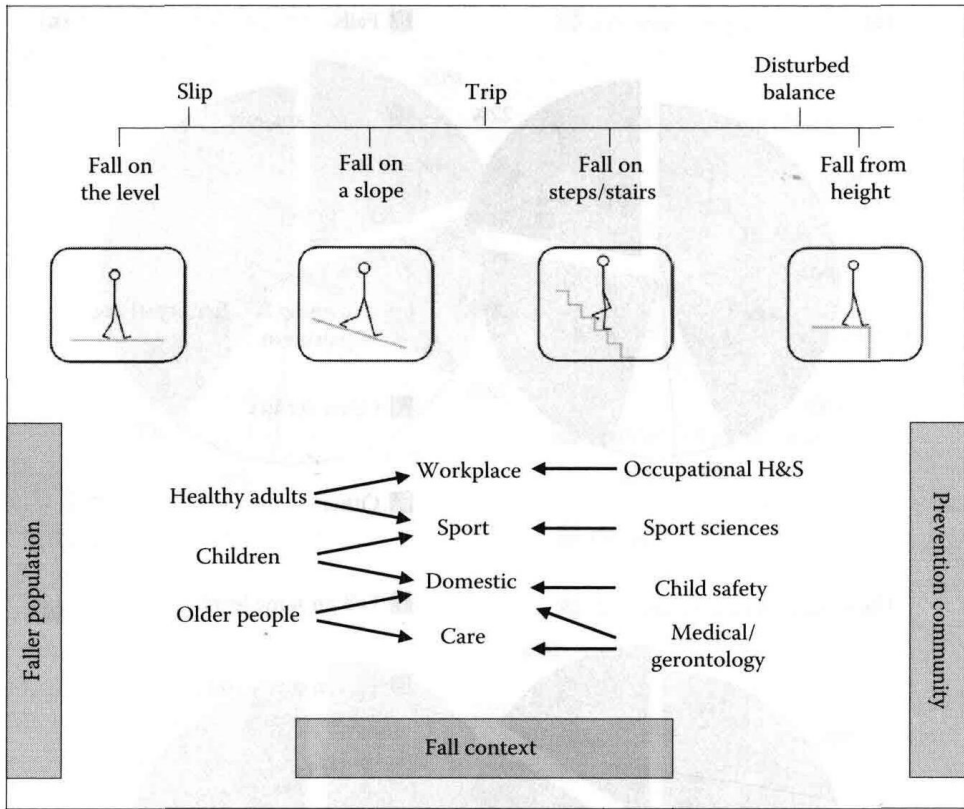 Slip
Trip
Disturbed
balance
Fall on
the level
Fall on
a slope
Fall on
steps/stairs
Fall from
height
Faller population
Healthy adults
Children
Older people
Workplace
Sport
Domestic
Care
Occupational H&S
Sport sciences
Child safety
Medical/
gerontology
Prevention community
Fall context